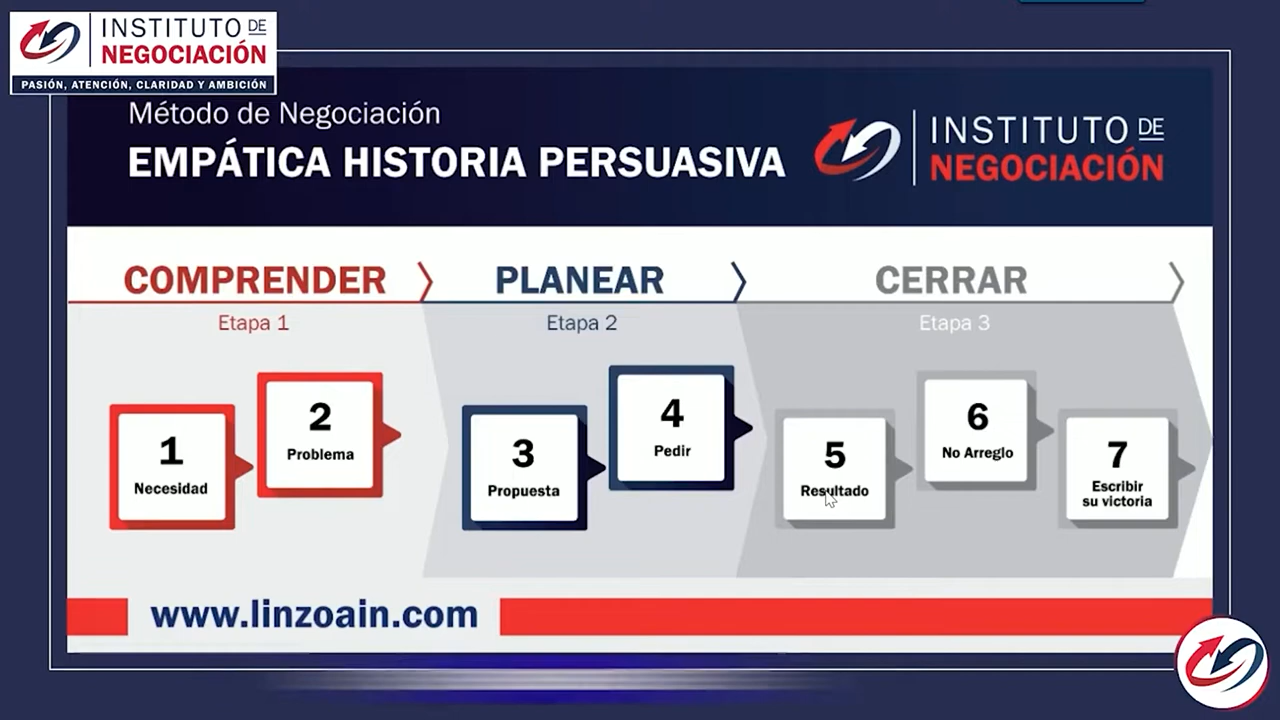 INSTITUTO DE
NEGOCIACIÓN
PASIÓN, ATENCIÓN, CLARIDAD Y AMBICIÓN
Método de Negociación
EMPÁTICA HISTORIA PERSUASIVA
INSTITUTO DE
NEGOCIACIÓN
COMPRENDER
PLANEAR
CERRAR
Etapa 1
Etapa 2
Etapa 3
1
Necesidad
2
Problema
3
Propuesta
4
Pedir
5
Resultado
6
No Arreglo
7
Escribir
su victoria
www.linzoain.com